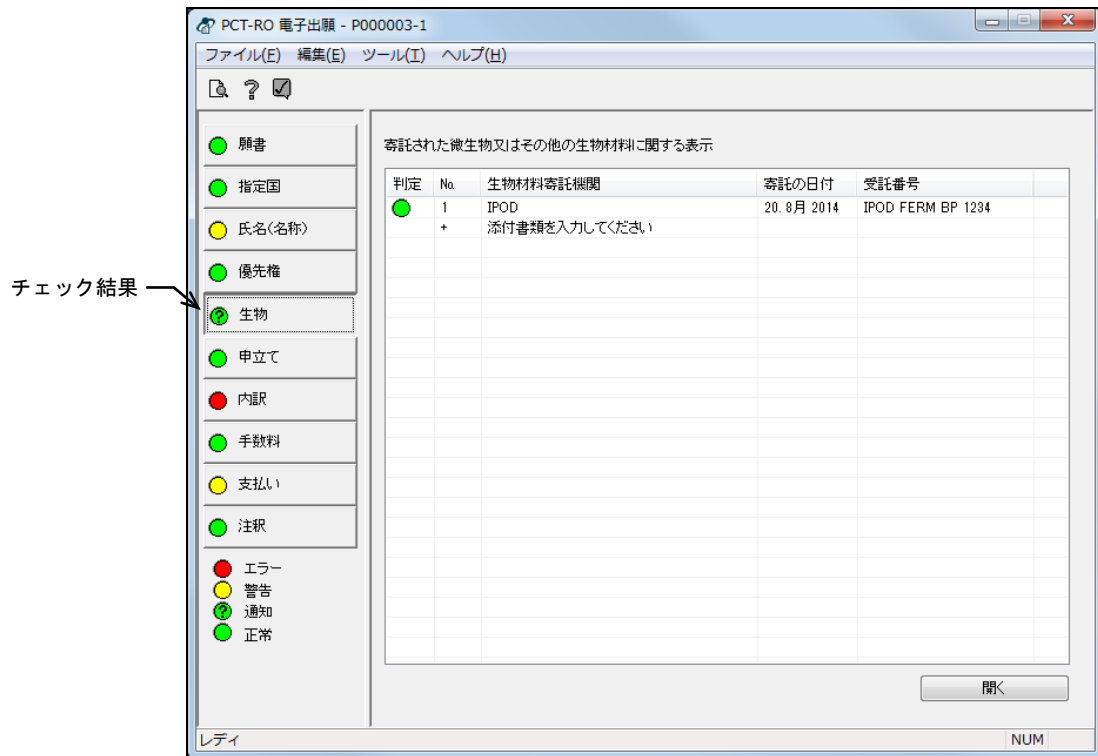 PCT-RO 電子出願 - P000003-1
ファイル(F) 編集(E) ツール(T) ヘルプ(H)
願書
指定国
氏名(名称)
優先権
チェック結果
生物
申立て
内訳
手数料
支払い
注釈
エラー
警告
通知
正常
寄託された微生物又はその他の生物材料に関する表示
判定 No. 生物材料寄託機関 寄託の日付 受託番号
1 IPOD 20. 8月 2014 IPOD FERM BP 1234
+ 添付書類を入力してください
開く
レディ NUM